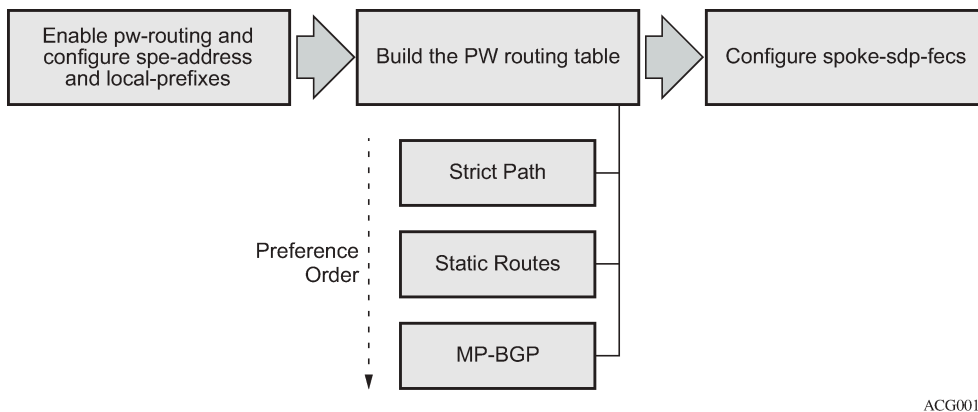 Enable pw-routing and
configure spe-address
and local-prefixes
Build the PW routing table
Configure spoke-sdp-fecs
Strict Path
Preference
Order
Static Routes
MP-BGP
ACG001